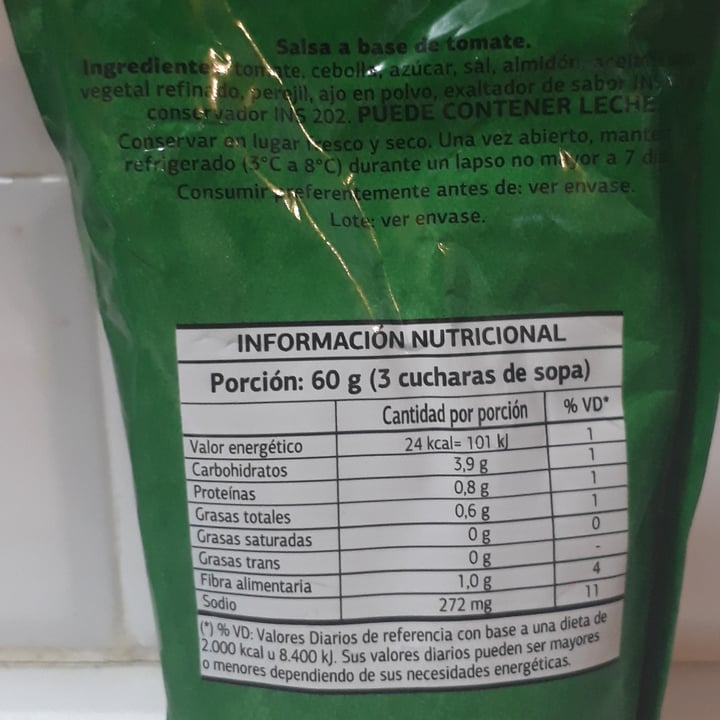 Salsa a base de tomate.
Ingredientes: tomate, cebolla, azúcar, sal, almidón,
vegetal refinado, perejil, ajo en polvo, exaltador de sabor INS
conservador INS 202. PUEDE CONTENER LECHE
Conservar en lugar fresco y seco. Una vez abierto,
refrigerado (3°C a 8°C) durante un lapso no mayor a 7
Consumir preferentemente antes de: ver envase.
Lote: ver envase.
INFORMACIÓN NUTRICIONAL
Porción: 60 g (3 cucharas de sopa)
Cantidad por porción % VD*
Valor energético 24 kcal= 101 kJ 1
Carbohidratos 3,9 g 1
Proteínas 0,8 g 1
Grasas totales 0,6 g 1
Grasas saturadas 0 g 0
Grasas trans 0 g -
Fibra alimentaria 1,0 g 4
Sodio 272 mg 11
(*) % VD: Valores Diarios de referencia con base a una dieta de
2.000 kcal u 8.400 kJ. Sus valores diarios pueden ser mayores
o menores dependiendo de sus necesidades energéticas.